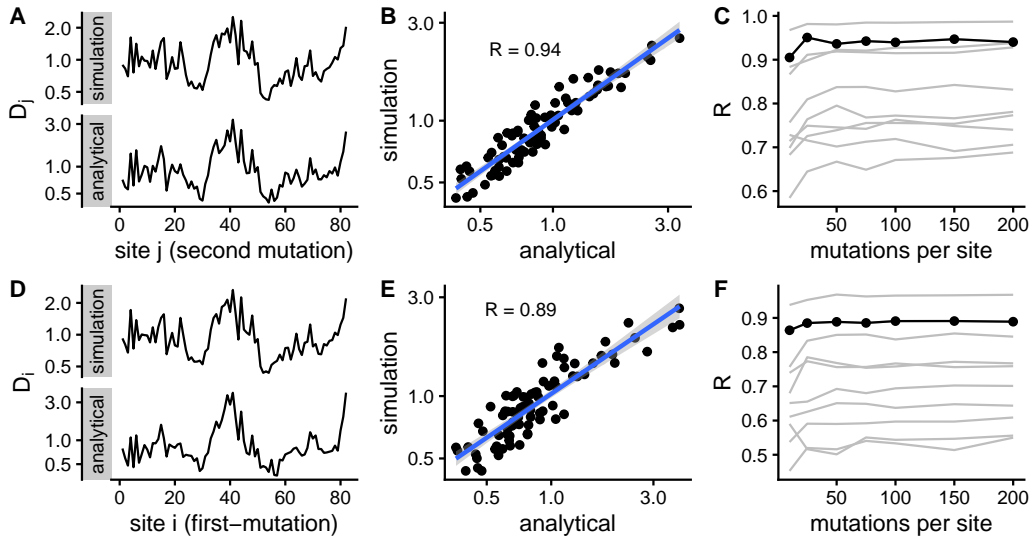 A
D_j
simulation
2.0
1.0
0.5
analytical
3.0
1.0
0.5
0
20
40
60
80
site j (second mutation)
B
R = 0.94
simulation
3.0
1.0
0.5
0.5
1.0
3.0
analytical
C
R
1.0
0.9
0.8
0.7
0.6
50
100
150
200
mutations per site
D
D_i
simulation
2.0
1.0
0.5
analytical
3.0
1.0
0.5
0
20
40
60
80
site i (first−mutation)
E
R = 0.89
simulation
3.0
1.0
0.5
0.5
1.0
3.0
analytical
F
R
0.9
0.8
0.7
0.6
0.5
50
100
150
200
mutations per site